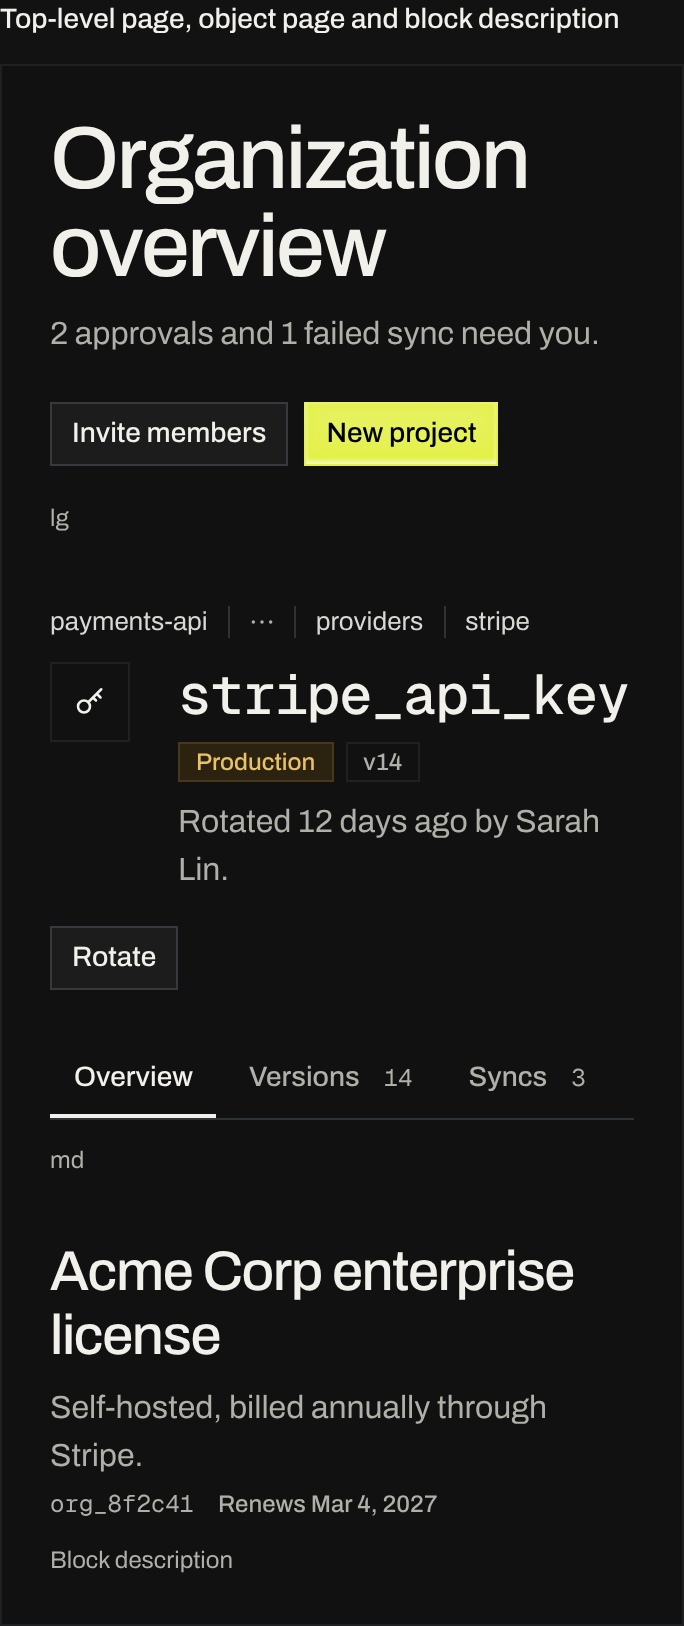 Top-level page, object page and block description
Organization
overview
2 approvals and 1 failed sync need you.
Invite members New project
lg
payments-api ··· providers stripe
stripe_api_key
Production v14
Rotated 12 days ago by Sarah
Lin.
Rotate
Overview Versions 14 Syncs 3
md
Acme Corp enterprise
license
Self-hosted, billed annually through
Stripe.
org_8f2c41 Renews Mar 4, 2027
Block description